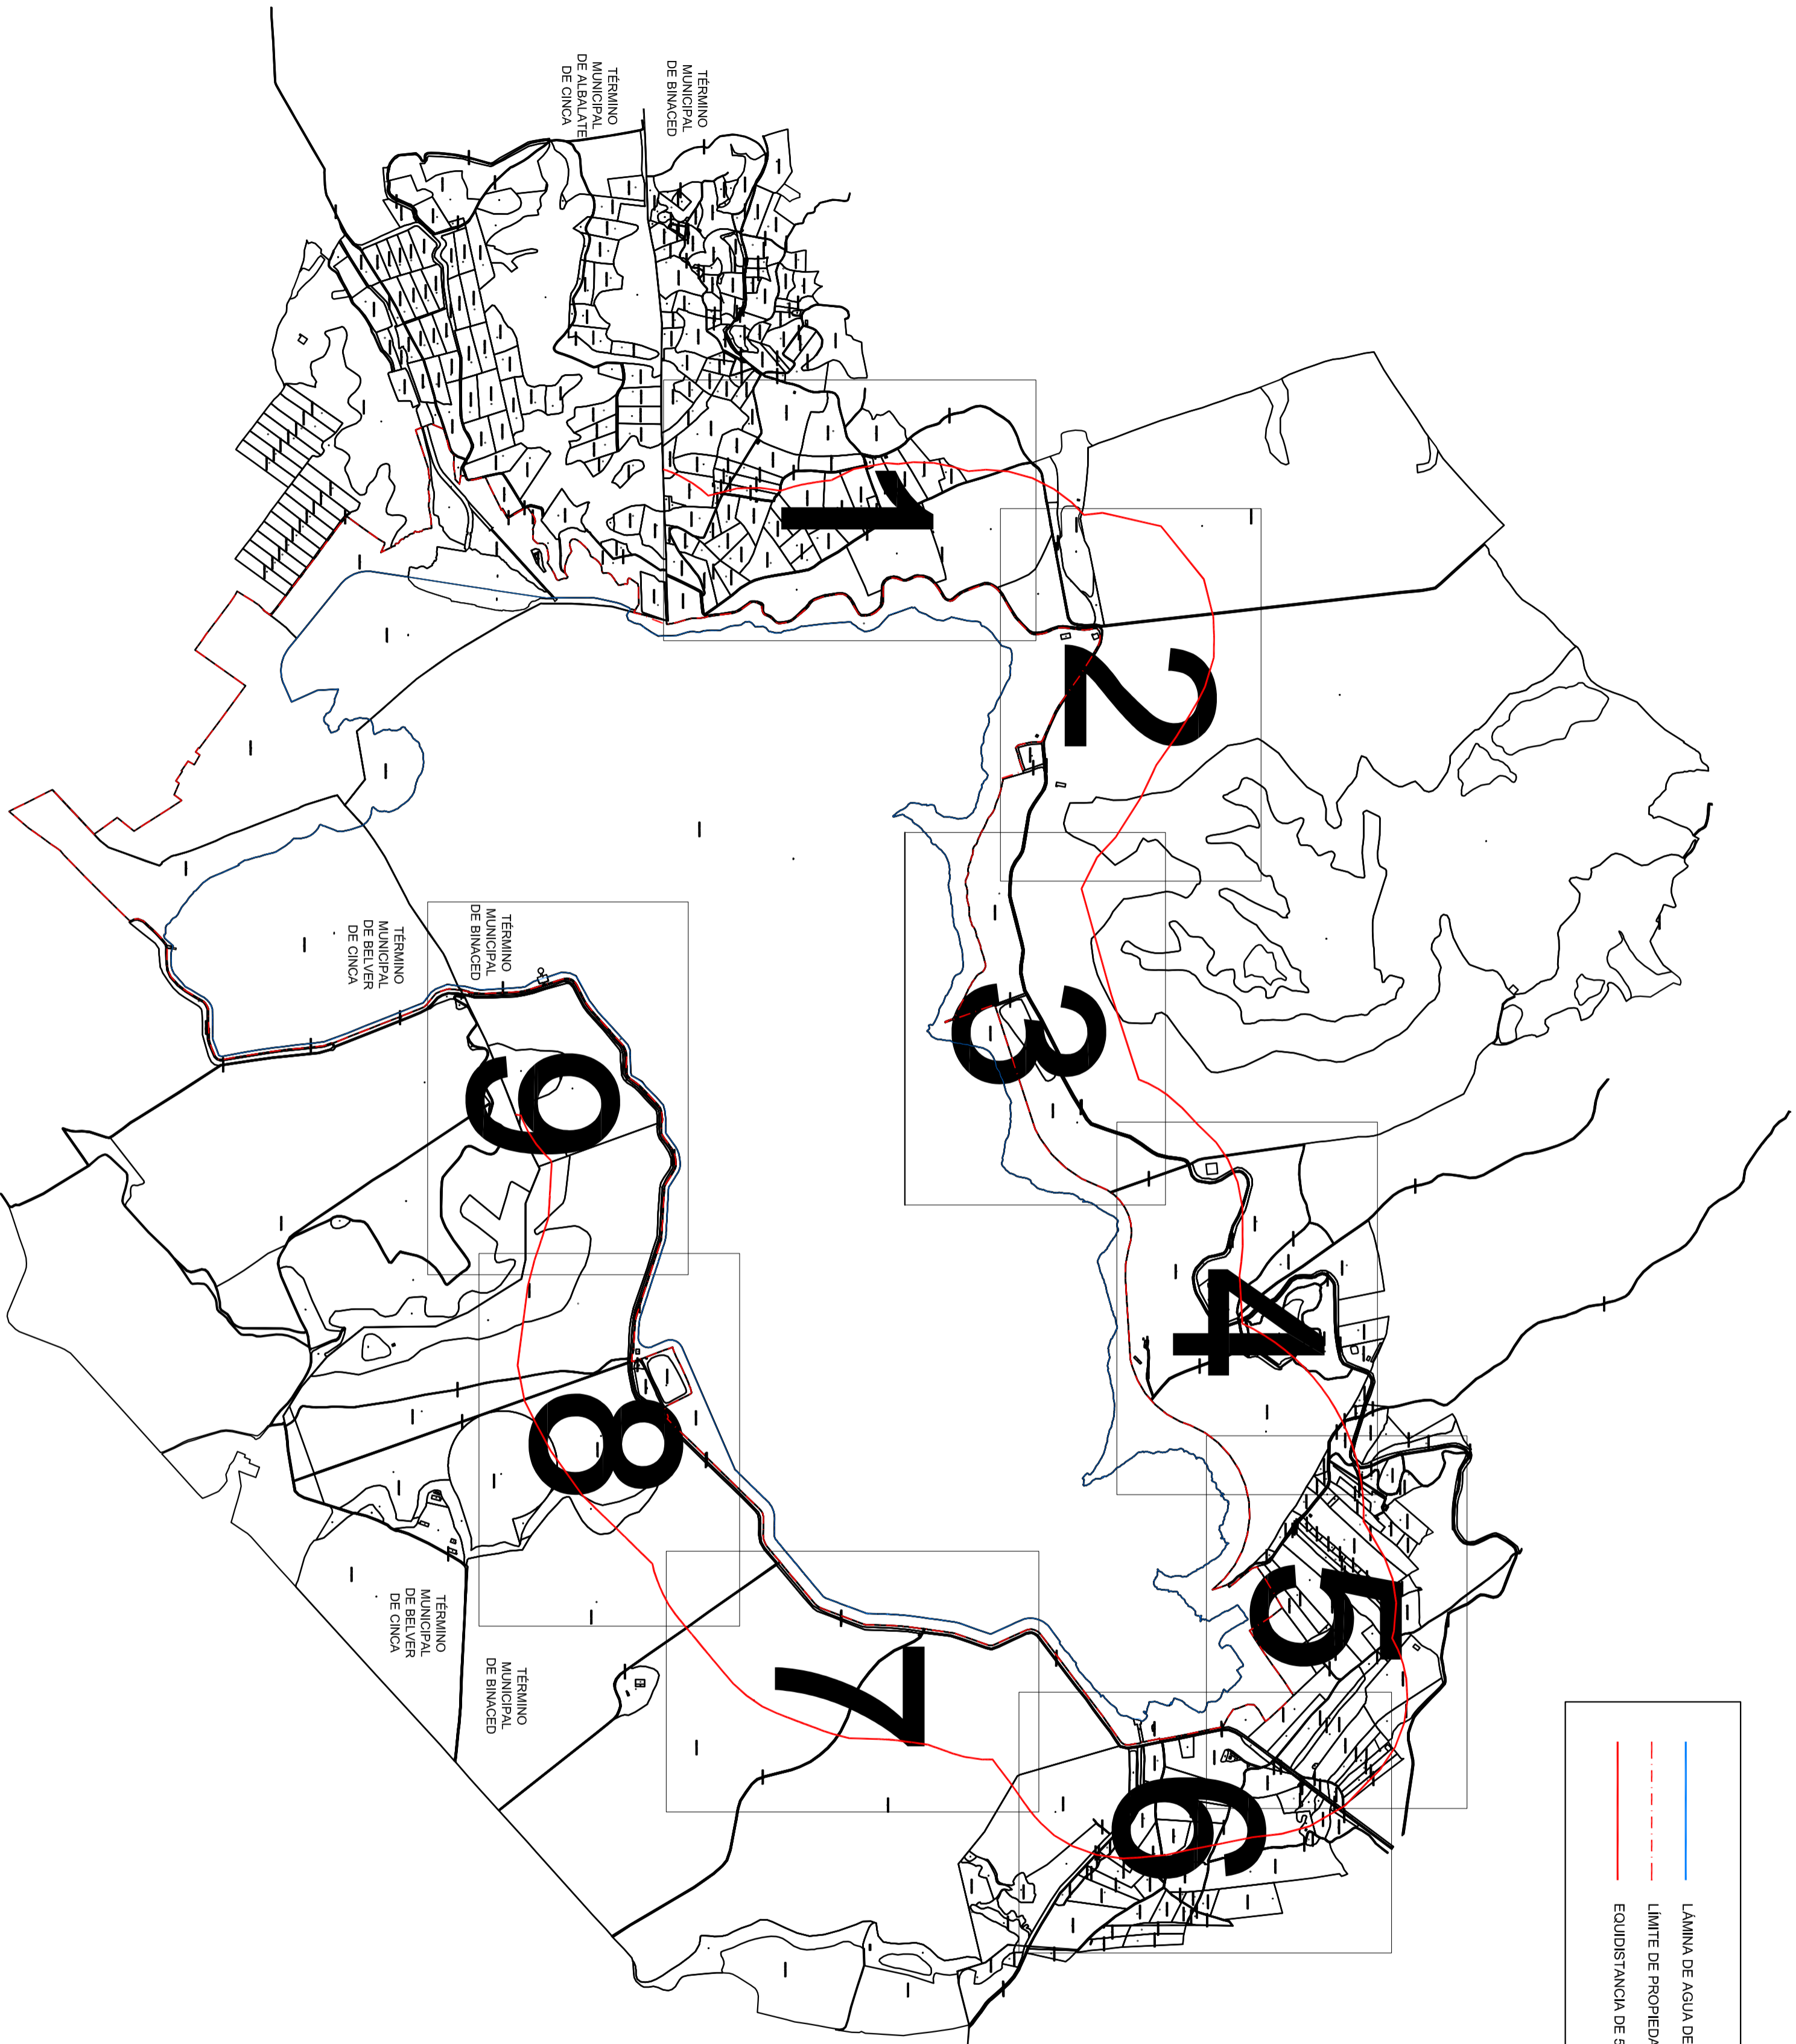 TÉRMINO
MUNICIPAL
DE ALBALATE
DE CINCA
TÉRMINO
MUNICIPAL
DE BINACED
1
2
3
4
5
6
7
8
9
TÉRMINO
MUNICIPAL
DE BINACED
TÉRMINO
MUNICIPAL
DE BELVER
DE CINCA
TÉRMINO
MUNICIPAL
DE BELVER
DE CINCA
TÉRMINO
MUNICIPAL
DE BINACED
LÁMINA DE AGUA DE
LÍMITE DE PROPIEDA
EQUIDISTANCIA DE 5